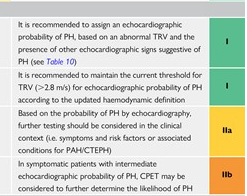 It is recommended to assign an echocardiographic
probability of PH, based on an abnormal TRV and the
presence of other echocardiographic signs suggestive of
PH (see Table 10)
I
It is recommended to maintain the current threshold for
TRV (>2.8 m/s) for echocardiographic probability of PH
according to the updated haemodynamic definition
I
Based on the probability of PH by echocardiography,
further testing should be considered in the clinical
context (i.e. symptoms and risk factors or associated
conditions for PAH/CTEPH)
IIa
In symptomatic patients with intermediate
echocardiographic probability of PH, CPET may be
considered to further determine the likelihood of PH
IIb